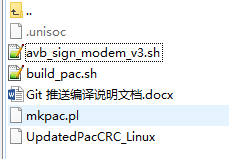 ..
.unisoc
avb_sign_modem_v3.sh
build_pac.sh
Git 推送编译说明文档.docx
mkpac.pl
UpdatedPacCRC_Linux